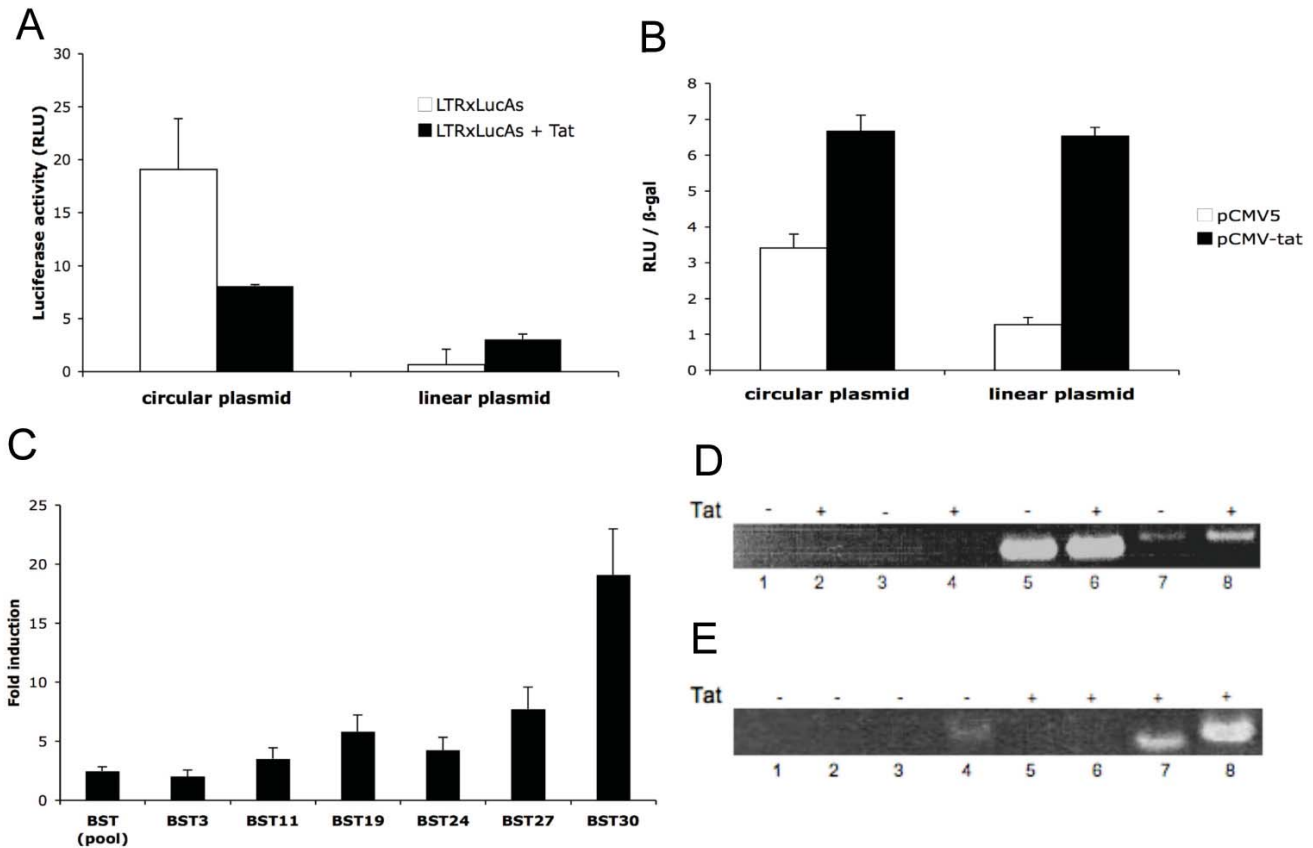 A
Luciferase activity (RLU)
30
25
20
15
10
5
0
LTRxLucAs
LTRxLucAs + Tat
circular plasmid linear plasmid
B
RLU / ß-gal
8
7
6
5
4
3
2
1
0
pCMV5
pCMV-tat
circular plasmid linear plasmid
C
Fold induction
25
20
15
10
5
0
BST BST3 BST11 BST19 BST24 BST27 BST30
(pool)
D
Tat - + - + - + - +
1 2 3 4 5 6 7 8
E
Tat - - - - + + + +
1 2 3 4 5 6 7 8